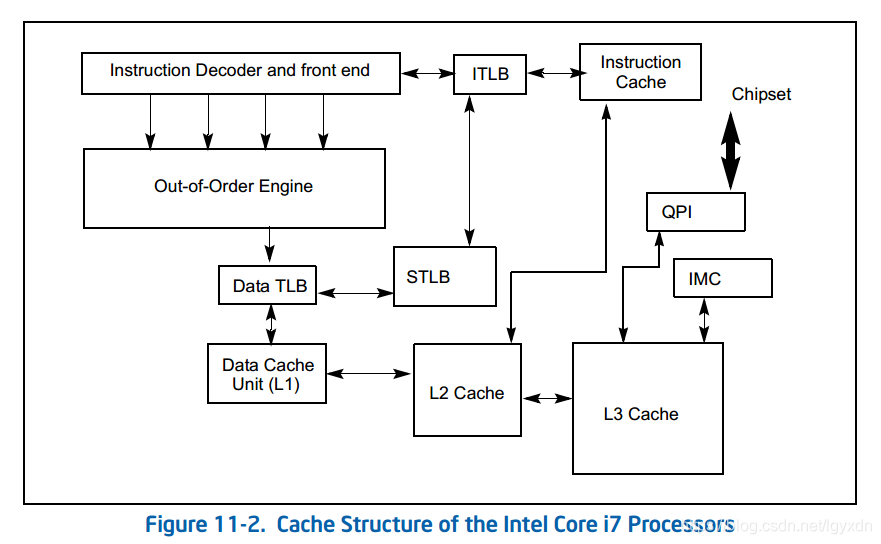 Instruction Decoder and front end
ITLB
Instruction
Cache
Chipset
Out-of-Order Engine
QPI
STLB
IMC
Data TLB
Data Cache
Unit (L1)
L2 Cache
L3 Cache
Figure 11-2. Cache Structure of the Intel Core i7 Processors
blog.csdn.net/lgyxdn